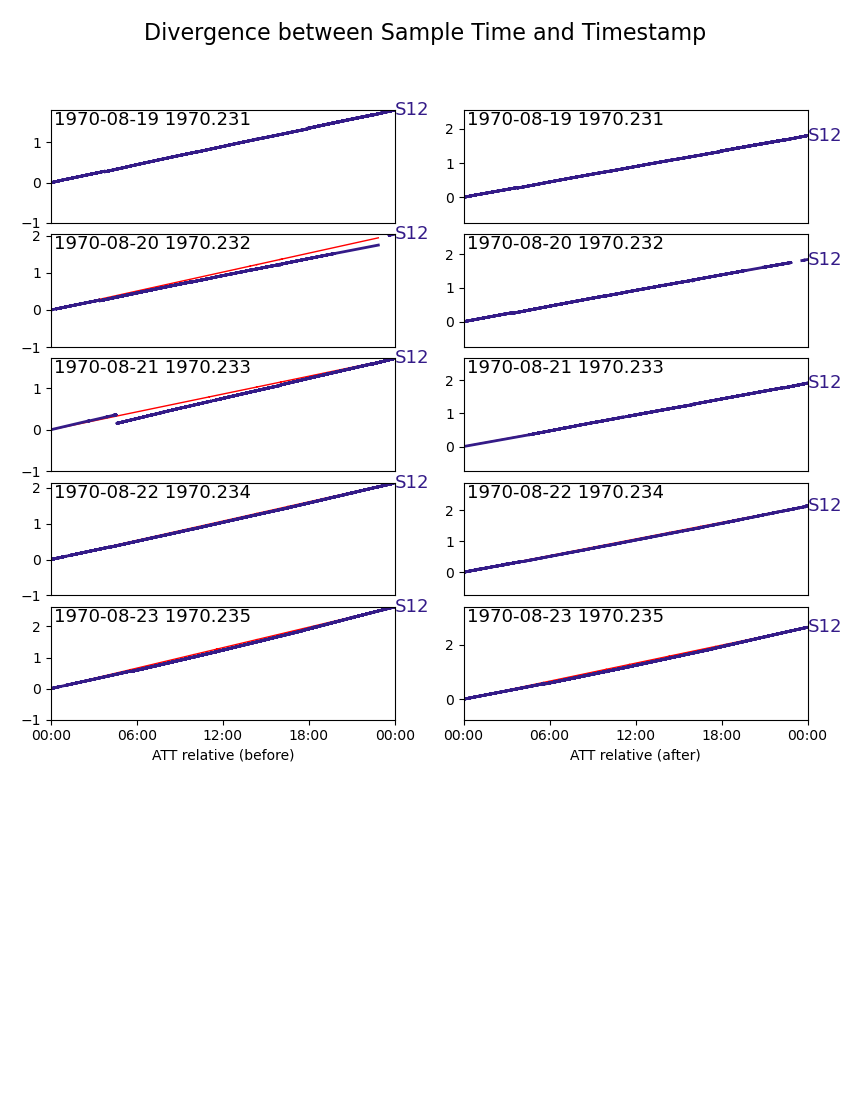 Divergence between Sample Time and Timestamp
1970-08-19 1970.231
S12
1
0
−1
1970-08-19 1970.231
S12
2
1
0
1970-08-20 1970.232
S12
2
1
0
−1
1970-08-20 1970.232
S12
2
1
0
1970-08-21 1970.233
S12
1
0
−1
1970-08-21 1970.233
S12
2
1
0
1970-08-22 1970.234
S12
2
1
0
−1
1970-08-22 1970.234
S12
2
1
0
1970-08-23 1970.235
S12
2
1
0
−1
00:00 06:00 12:00 18:00 00:00
ATT relative (before)
1970-08-23 1970.235
S12
2
0
00:00 06:00 12:00 18:00 00:00
ATT relative (after)